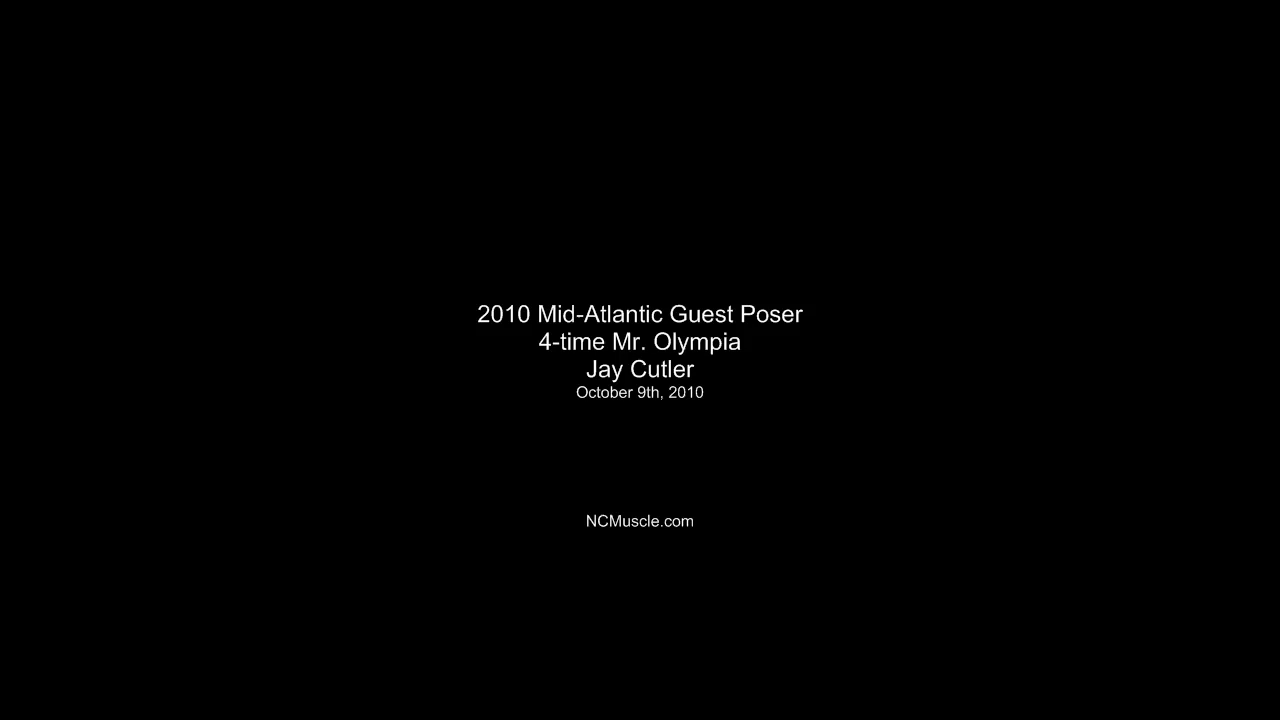 2010 Mid-Atlantic Guest Poser
4-time Mr. Olympia
Jay Cutler
October 9th, 2010
NCMuscle.com